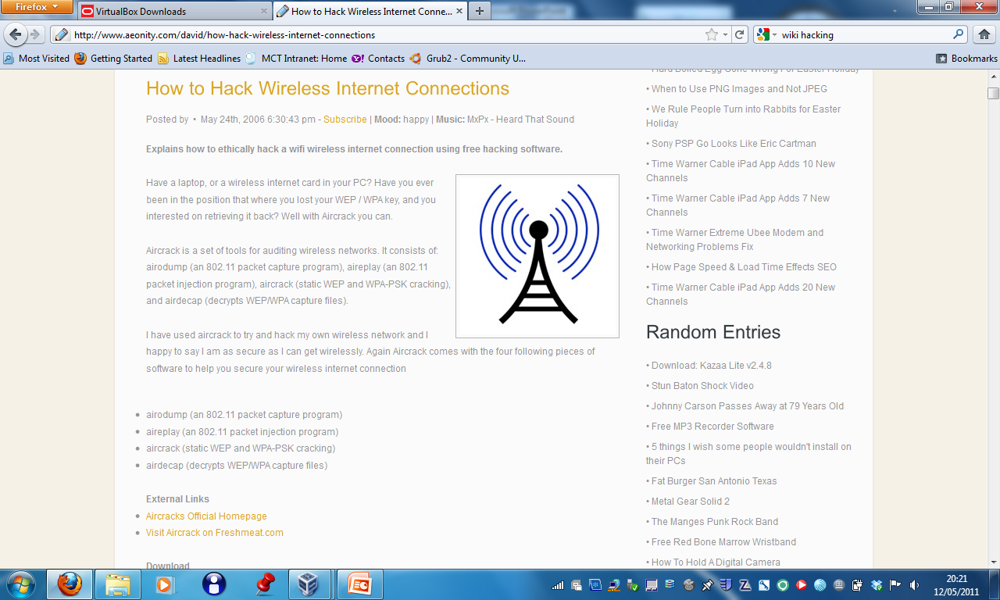 Firefox
VirtualBox Downloads
How to Hack Wireless Internet Conne...
http://www.aeonity.com/david/how-hack-wireless-internet-connections
wiki hacking
Most Visited
Getting Started
Latest Headlines
MCT Intranet: Home
Contacts
Grub2 - Community U...
Bookmarks
How to Hack Wireless Internet Connections
Posted by • May 24th, 2006 6:30:43 pm - Subscribe | Mood: happy | Music: MxPx - Heard That Sound
Explains how to ethically hack a wifi wireless internet connection using free hacking software.
Have a laptop, or a wireless internet card in your PC? Have you ever
been in the position that where you lost your WEP / WPA key, and you
interested on retrieving it back? Well with Aircrack you can.
Aircrack is a set of tools for auditing wireless networks. It consists of:
airodump (an 802.11 packet capture program), aireplay (an 802.11
packet injection program), aircrack (static WEP and WPA-PSK cracking),
and airdecap (decrypts WEP/WPA capture files).
I have used aircrack to try and hack my own wireless network and I
happy to say I am as secure as I can get wirelessly. Again Aircrack comes with the four following pieces of
software to help you secure your wireless internet connection
• airodump (an 802.11 packet capture program)
• aireplay (an 802.11 packet injection program)
• aircrack (static WEP and WPA-PSK cracking)
• airdecap (decrypts WEP/WPA capture files)
External Links
• Aircracks Official Homepage
• Visit Aircrack on Freshmeat.com
Download
• Hard Boiled Egg Gone Wrong For Easter Holiday
• When to Use PNG Images and Not JPEG
• We Rule People Turn into Rabbits for Easter
Holiday
• Sony PSP Go Looks Like Eric Cartman
• Time Warner Cable iPad App Adds 10 New
Channels
• Time Warner Cable iPad App Adds 7 New
Channels
• Time Warner Extreme Ubee Modem and
Networking Problems Fix
• How Page Speed & Load Time Effects SEO
• Time Warner Cable iPad App Adds 20 New
Channels
Random Entries
• Download: Kazaa Lite v2.4.8
• Stun Baton Shock Video
• Johnny Carson Passes Away at 79 Years Old
• Free MP3 Recorder Software
• 5 things I wish some people wouldn't install on
their PCs
• Fat Burger San Antonio Texas
• Metal Gear Solid 2
• The Manges Punk Rock Band
• Free Red Bone Marrow Wristband
• How To Hold A Digital Camera
20:21
12/05/2011